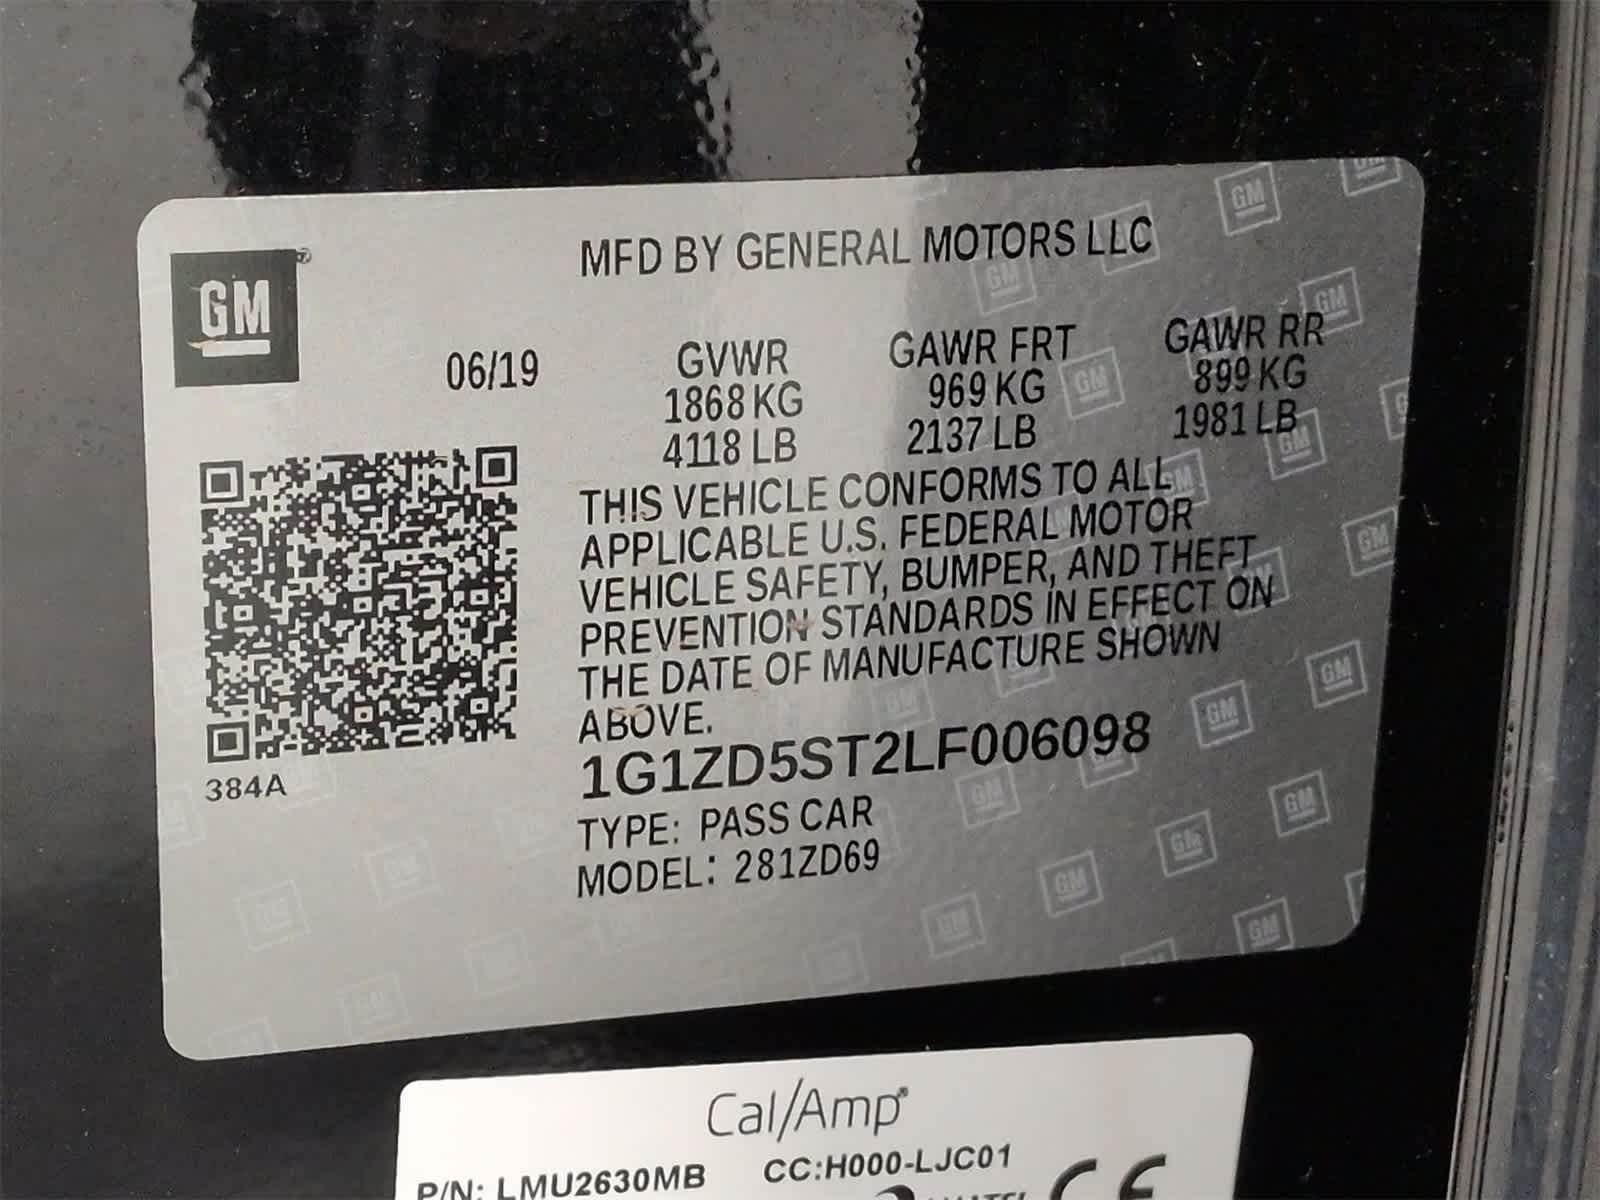 MFD BY GENERAL MOTORS LLC
GM
06/19
GVWR
1868 KG
4118 LB
GAWR FRT
969 KG
2137 LB
GAWR RR
899 KG
1981 LB
THIS VEHICLE CONFORMS TO ALL
APPLICABLE U.S. FEDERAL MOTOR
VEHICLE SAFETY, BUMPER, AND THEFT
PREVENTION STANDARDS IN EFFECT ON
THE DATE OF MANUFACTURE SHOWN
ABOVE.
384A
1G1ZD5ST2LF006098
TYPE: PASS CAR
MODEL: 281ZD69
Cal/Amp®
P/N: LMU2630MB
CC:H000-LJC01
CE